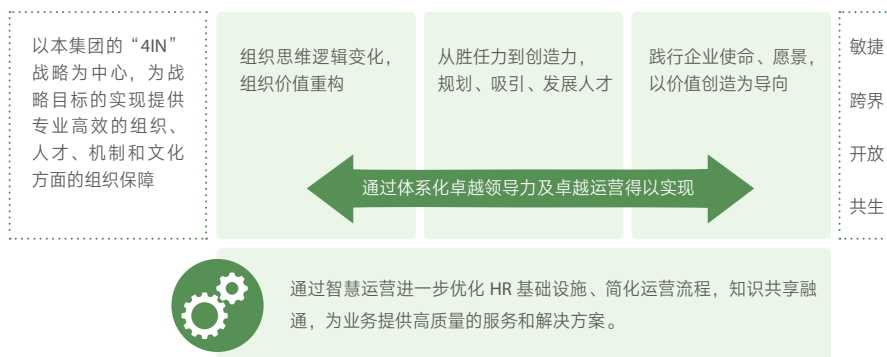 以本集团的“4IN”
战略为中心，为战
略目标的实现提供
专业高效的组织、
人才、机制和文化
方面的组织保障
组织思维逻辑变化，
组织价值重构
从胜任力到创造力，
规划、吸引、发展人才
践行企业使命、愿景，
以价值创造为导向
通过体系化卓越领导力及卓越运营得以实现
敏捷
跨界
开放
共生
通过智慧运营进一步优化 HR 基础设施、简化运营流程，知识共享融
通，为业务提供高质量的服务和解决方案。